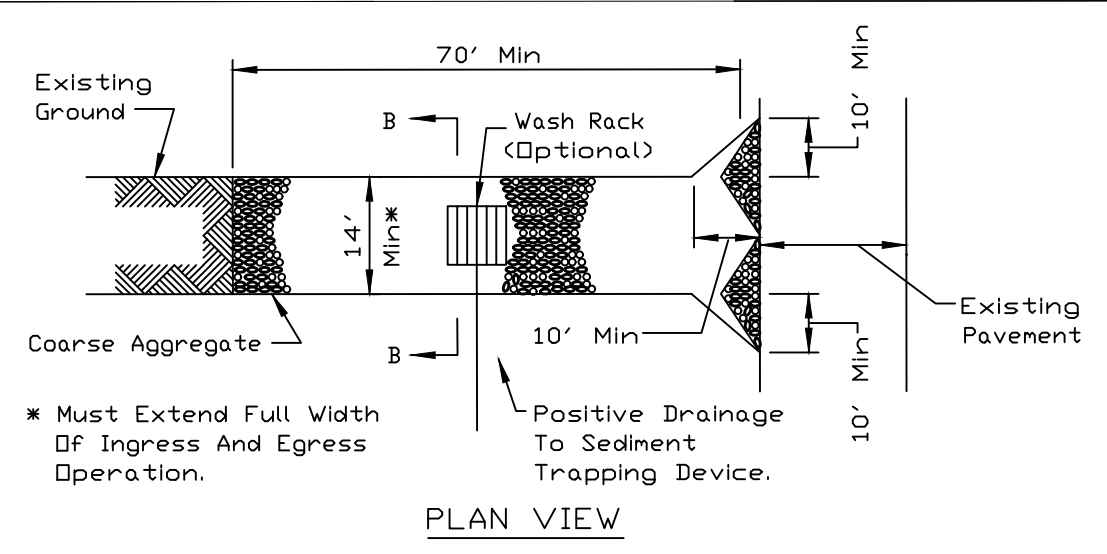 70' Min
10' Min
Existing
Ground
B
Wash Rack
(Optional)
14'
Min*
Existing
Pavement
Coarse Aggregate
B
10' Min
10' Min
* Must Extend Full Width
Of Ingress And Egress
Operation.
Positive Drainage
To Sediment
Trapping Device.
PLAN VIEW